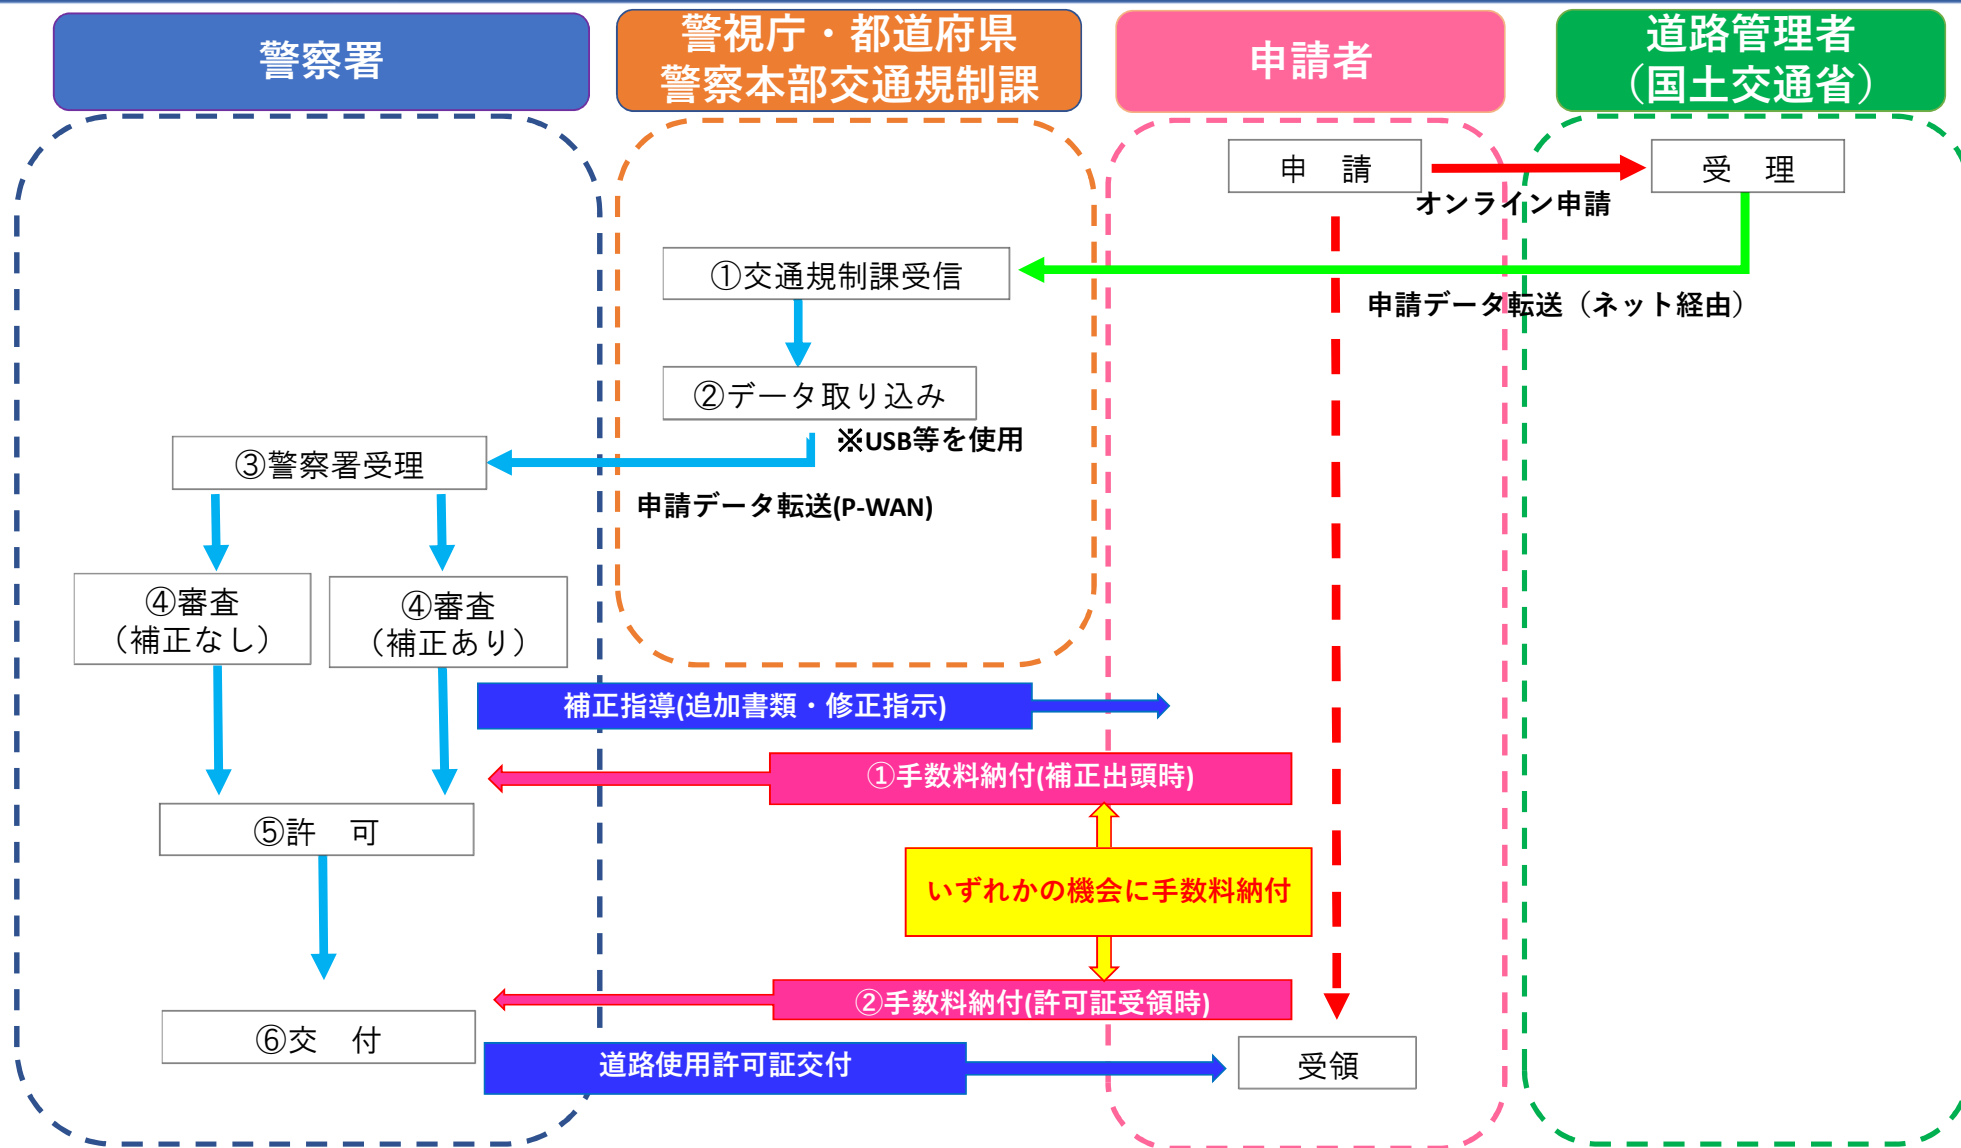 警察署
警視庁・都道府県
警察本部交通規制課
申請者
道路管理者
（国土交通省）
申　請
受　理
オンライン申請
①交通規制課受信
申請データ転送（ネット経由）
②データ取り込み
※USB等を使用
③警察署受理
申請データ転送(P-WAN)
④審査
（補正なし）
④審査
（補正あり）
補正指導(追加書類・修正指示)
①手数料納付(補正出頭時)
⑤許　可
いずれかの機会に手数料納付
②手数料納付(許可証受領時)
⑥交　付
道路使用許可証交付
受領